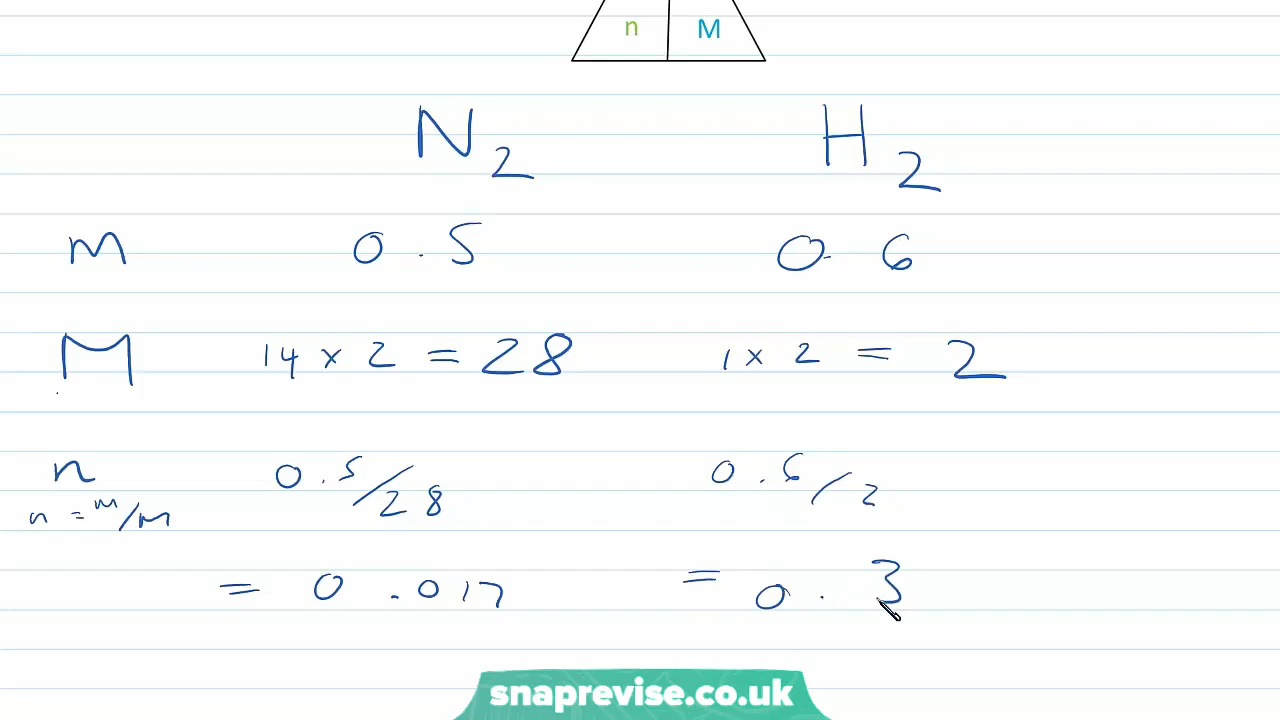 n M
N2 H2
m 0.5 0.6
M 14 x 2 = 28 1 x 2 = 2
n 0.5/28 0.6/2
n = m/M
= 0.017 = 0.3
snaprevise.co.uk